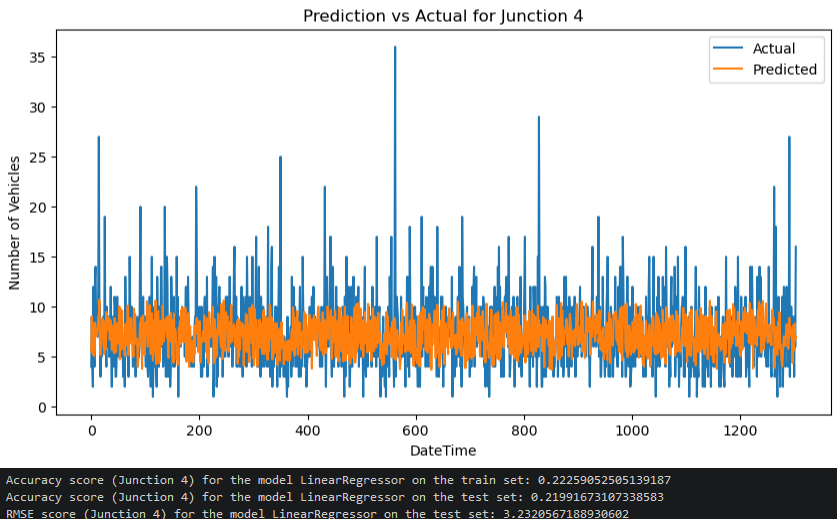 Prediction vs Actual for Junction 4
Actual
Predicted
35
30
25
20
15
10
5
0
Number of Vehicles
0 200 400 600 800 1000 1200
DateTime
Accuracy score (Junction 4) for the model LinearRegressor on the train set: 0.22259052505139187
Accuracy score (Junction 4) for the model LinearRegressor on the test set: 0.21991673107338583
RMSE score (Junction 4) for the model LinearRegressor on the test set: 3.2320567188930602